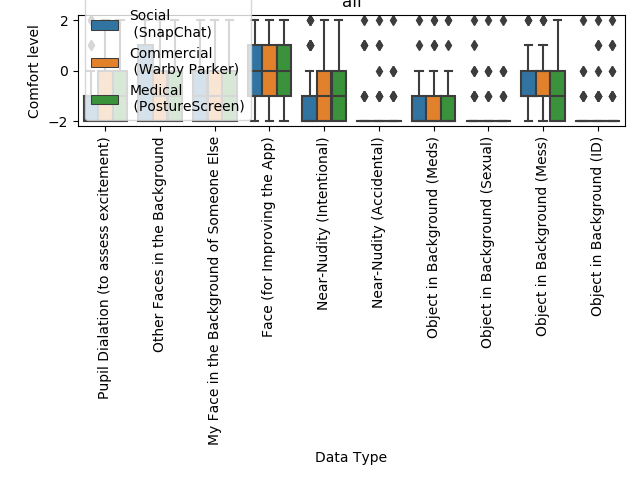 all
Social
(SnapChat)
Commercial
(Warby Parker)
Medical
(PostureScreen)
Comfort level
2
0
−2
Pupil Dialation (to assess excitement)
Other Faces in the Background
My Face in the Background of Someone Else
Face (for Improving the App)
Near-Nudity (Intentional)
Near-Nudity (Accidental)
Object in Background (Meds)
Object in Background (Sexual)
Object in Background (Mess)
Object in Background (ID)
Data Type